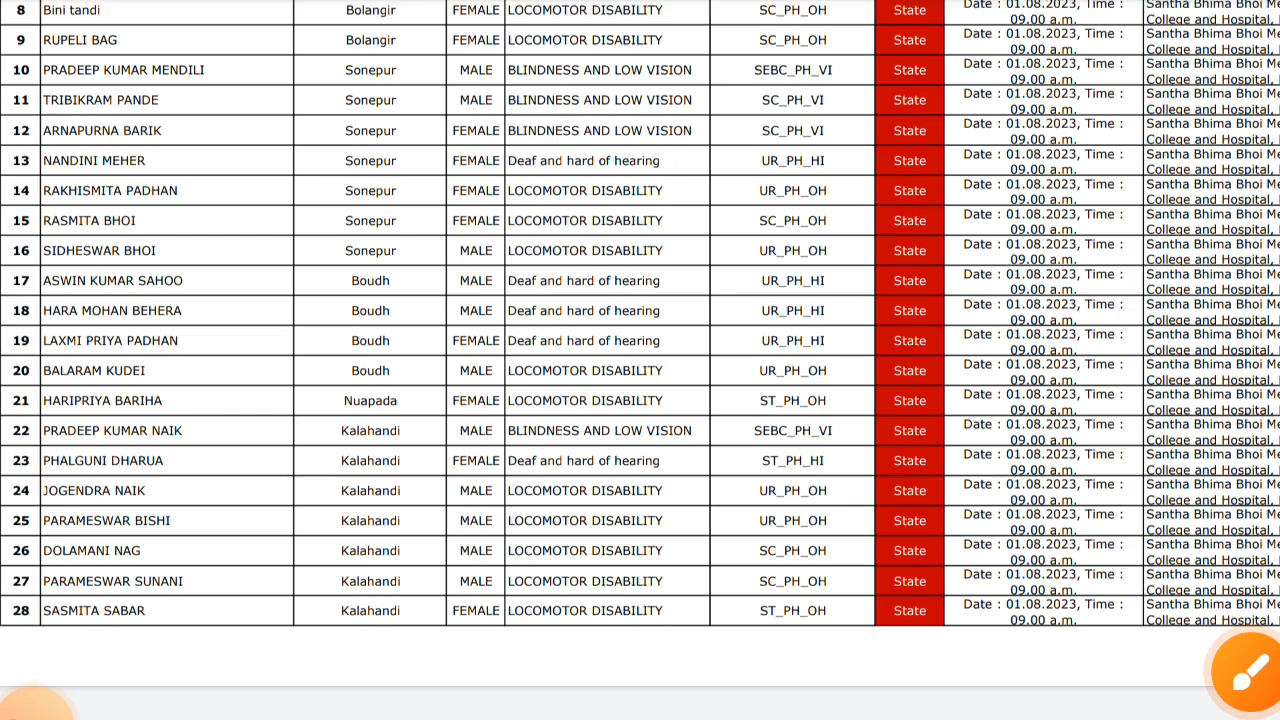 8 Bini tandi Bolangir FEMALE LOCOMOTOR DISABILITY SC_PH_OH State Date : 01.08.2023, Time : 09.00 a.m. Santha Bhima Bhoi College and Hospital,
9 RUPELI BAG Bolangir FEMALE LOCOMOTOR DISABILITY SC_PH_OH State Date : 01.08.2023, Time : 09.00 a.m. Santha Bhima Bhoi College and Hospital,
10 PRADEEP KUMAR MENDILI Sonepur MALE BLINDNESS AND LOW VISION SEBC_PH_VI State Date : 01.08.2023, Time : 09.00 a.m. Santha Bhima Bhoi College and Hospital,
11 TRIBIKRAM PANDE Sonepur MALE BLINDNESS AND LOW VISION SC_PH_VI State Date : 01.08.2023, Time : 09.00 a.m. Santha Bhima Bhoi College and Hospital,
12 ARNAPURNA BARIK Sonepur FEMALE BLINDNESS AND LOW VISION SC_PH_VI State Date : 01.08.2023, Time : 09.00 a.m. Santha Bhima Bhoi College and Hospital,
13 NANDINI MEHER Sonepur FEMALE Deaf and hard of hearing UR_PH_HI State Date : 01.08.2023, Time : 09.00 a.m. Santha Bhima Bhoi College and Hospital,
14 RAKHISMITA PADHAN Sonepur FEMALE LOCOMOTOR DISABILITY UR_PH_OH State Date : 01.08.2023, Time : 09.00 a.m. Santha Bhima Bhoi College and Hospital,
15 RASMITA BHOI Sonepur FEMALE LOCOMOTOR DISABILITY SC_PH_OH State Date : 01.08.2023, Time : 09.00 a.m. Santha Bhima Bhoi College and Hospital,
16 SIDHESWAR BHOI Sonepur MALE LOCOMOTOR DISABILITY UR_PH_OH State Date : 01.08.2023, Time : 09.00 a.m. Santha Bhima Bhoi College and Hospital,
17 ASWIN KUMAR SAHOO Boudh MALE Deaf and hard of hearing UR_PH_HI State Date : 01.08.2023, Time : 09.00 a.m. Santha Bhima Bhoi College and Hospital,
18 HARA MOHAN BEHERA Boudh MALE Deaf and hard of hearing UR_PH_HI State Date : 01.08.2023, Time : 09.00 a.m. Santha Bhima Bhoi College and Hospital,
19 LAXMI PRIYA PADHAN Boudh FEMALE Deaf and hard of hearing UR_PH_HI State Date : 01.08.2023, Time : 09.00 a.m. Santha Bhima Bhoi College and Hospital,
20 BALARAM KUDEI Boudh MALE LOCOMOTOR DISABILITY UR_PH_OH State Date : 01.08.2023, Time : 09.00 a.m. Santha Bhima Bhoi College and Hospital,
21 HARIPRIYA BARIHA Nuapada FEMALE LOCOMOTOR DISABILITY ST_PH_OH State Date : 01.08.2023, Time : 09.00 a.m. Santha Bhima Bhoi College and Hospital,
22 PRADEEP KUMAR NAIK Kalahandi MALE BLINDNESS AND LOW VISION SEBC_PH_VI State Date : 01.08.2023, Time : 09.00 a.m. Santha Bhima Bhoi College and Hospital,
23 PHALGUNI DHARUA Kalahandi FEMALE Deaf and hard of hearing ST_PH_HI State Date : 01.08.2023, Time : 09.00 a.m. Santha Bhima Bhoi College and Hospital,
24 JOGENDRA NAIK Kalahandi MALE LOCOMOTOR DISABILITY UR_PH_OH State Date : 01.08.2023, Time : 09.00 a.m. Santha Bhima Bhoi College and Hospital,
25 PARAMESWAR BISHI Kalahandi MALE LOCOMOTOR DISABILITY UR_PH_OH State Date : 01.08.2023, Time : 09.00 a.m. Santha Bhima Bhoi College and Hospital,
26 DOLAMANI NAG Kalahandi MALE LOCOMOTOR DISABILITY SC_PH_OH State Date : 01.08.2023, Time : 09.00 a.m. Santha Bhima Bhoi College and Hospital,
27 PARAMESWAR SUNANI Kalahandi MALE LOCOMOTOR DISABILITY SC_PH_OH State Date : 01.08.2023, Time : 09.00 a.m. Santha Bhima Bhoi College and Hospital,
28 SASMITA SABAR Kalahandi FEMALE LOCOMOTOR DISABILITY ST_PH_OH State Date : 01.08.2023, Time : 09.00 a.m. Santha Bhima Bhoi College and Hospital,